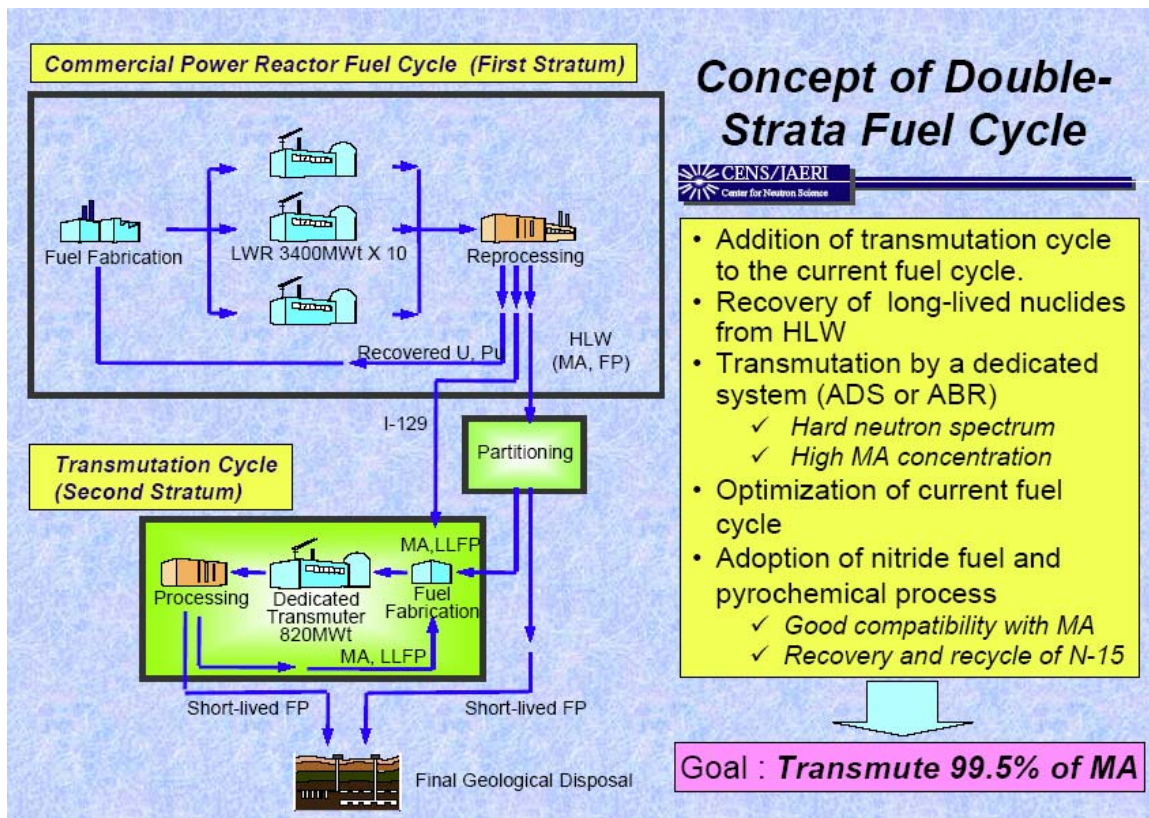 Commercial Power Reactor Fuel Cycle (First Stratum)
Fuel Fabrication
LWR 3400MWt X 10
Reprocessing
Recovered U, Pu
HLW
(MA, FP)
I-129
Partitioning
Transmutation Cycle
(Second Stratum)
MA,LLFP
Processing
Dedicated
Transmuter
820MWt
Fuel
Fabrication
MA, LLFP
Short-lived FP
Short-lived FP
Final Geological Disposal
Concept of Double-
Strata Fuel Cycle
CENS/JAERI
Center for Neutron Science
• Addition of transmutation cycle
to the current fuel cycle.
• Recovery of long-lived nuclides
from HLW
• Transmutation by a dedicated
system (ADS or ABR)
✓ Hard neutron spectrum
✓ High MA concentration
• Optimization of current fuel
cycle
• Adoption of nitride fuel and
pyrochemical process
✓ Good compatibility with MA
✓ Recovery and recycle of N-15
Goal : Transmute 99.5% of MA